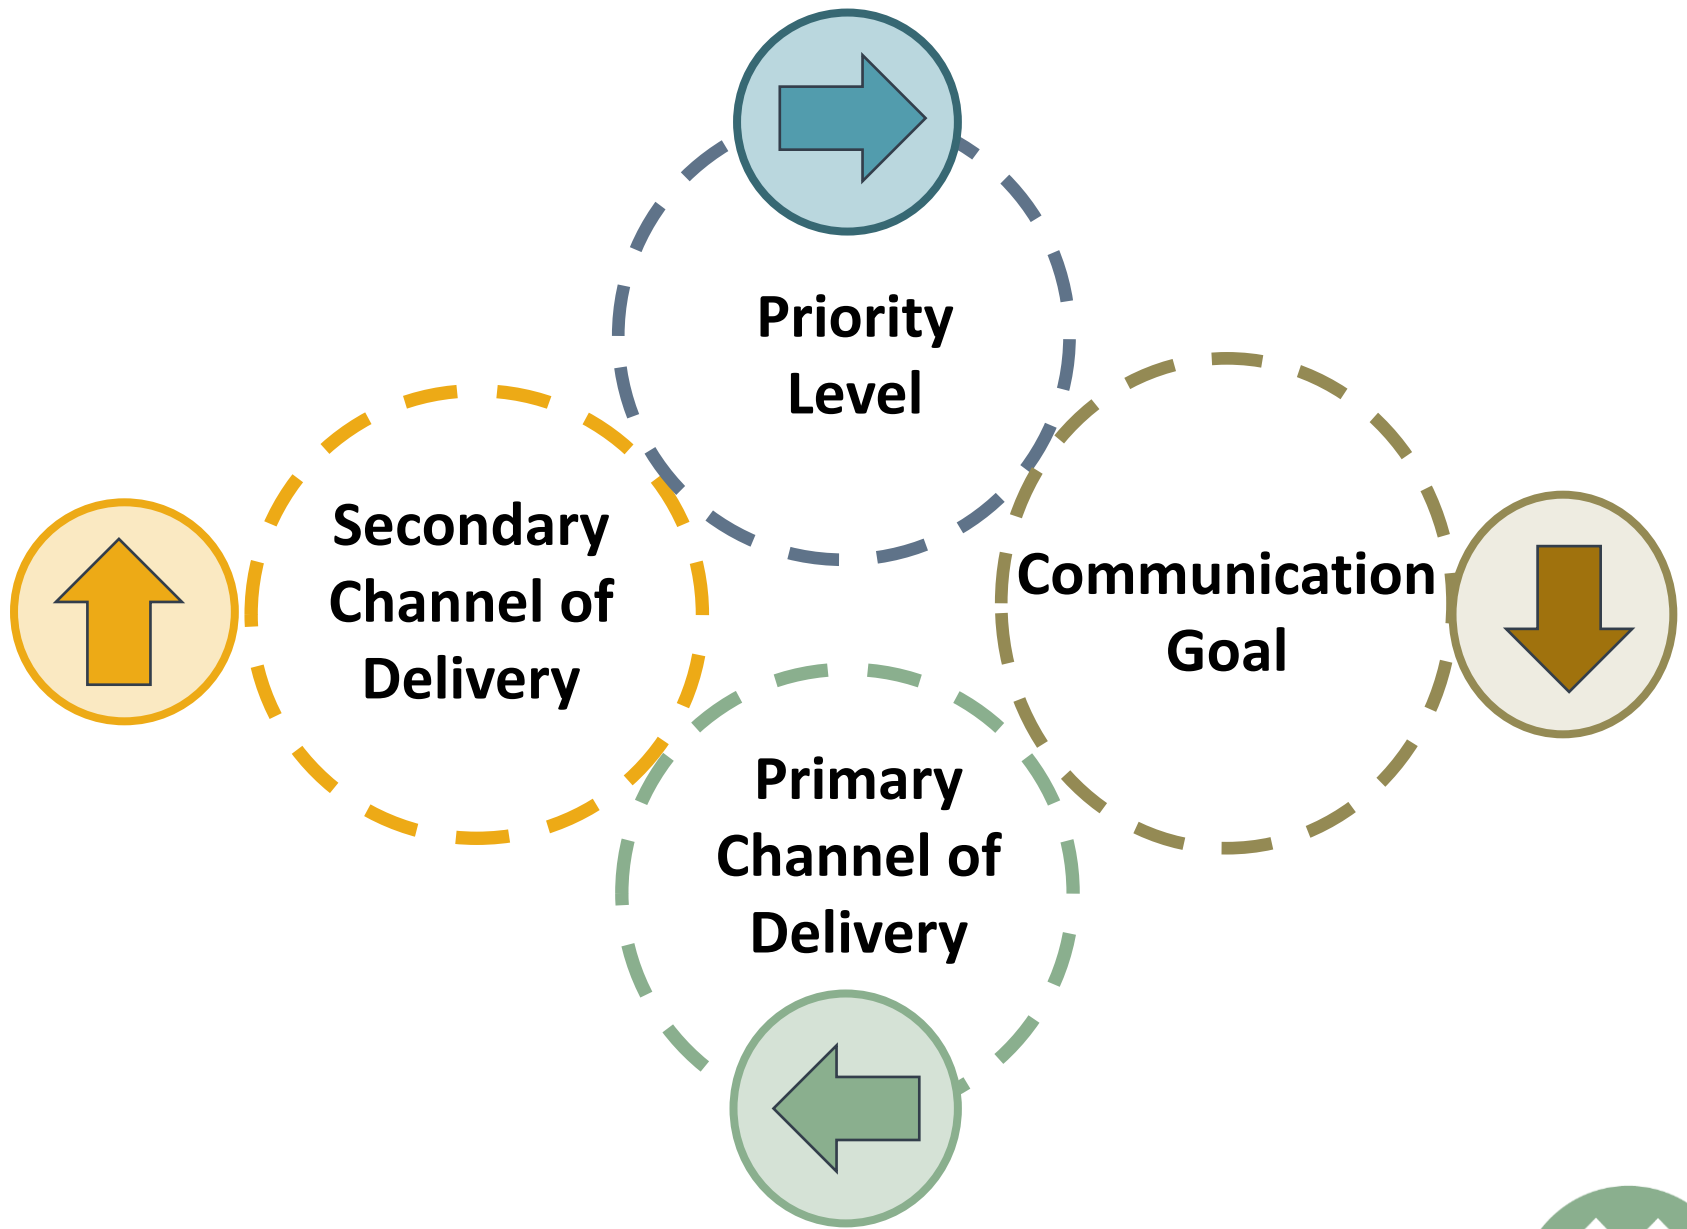 Priority
Level
Communication
Goal
Primary
Channel of
Delivery
Secondary
Channel of
Delivery